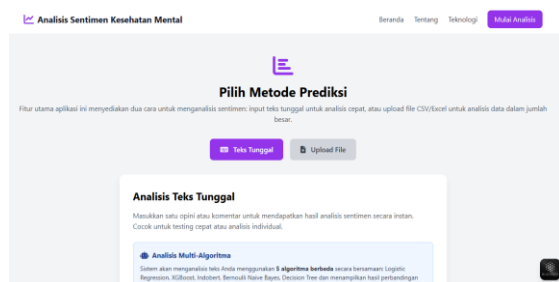 Analisis Sentimen Kesehatan Mental
Beranda Tentang Teknologi Mulai Analisis
Pilih Metode Prediksi
Fitur utama aplikasi ini menyediakan dua cara untuk menganalisis sentimen: input teks tunggal untuk analisis cepat, atau upload file CSV/Excel untuk analisis data dalam jumlah
besar.
Teks Tunggal Upload File
Analisis Teks Tunggal
Masukkan satu opini atau komentar untuk mendapatkan hasil analisis sentimen secara instan.
Cocok untuk testing cepat atau analisis individual.
Analisis Multi-Algoritma
Sistem akan menganalisis teks Anda menggunakan 5 algoritma berbeda secara bersamaan: Logistic
Regression, XGBoost, Indobert, Bernoulli Naive Bayes, Decision Tree dan menampilkan hasil perbandingan